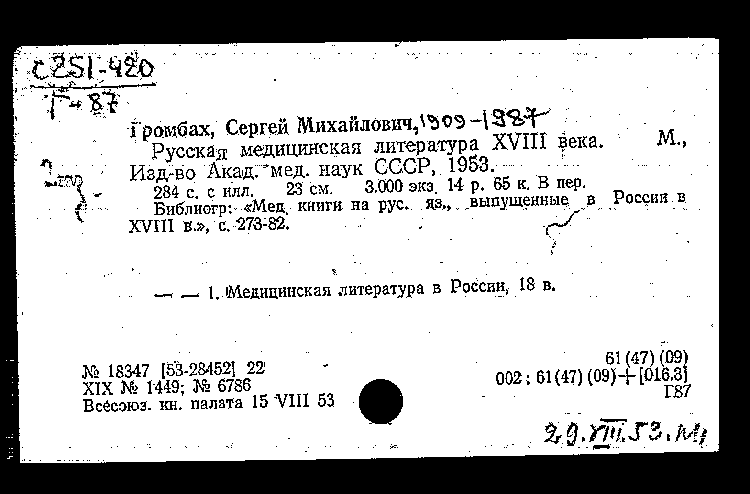 C251-420
Г-87
Громбах, Сергей Михайлович, 1909-1987
Русская медицинская литература XVIII века. М.,
Изд-во Акад. мед. наук СССР, 1953.
284 с. с илл. 23 см. 3.000 экз. 14 р. 65 к. В пер.
Библиогр: «Мед. книги на рус. яз., выпущенные в России в
XVIII в.», с. 273-82.
— — 1. Медицинская литература в России, 18 в.
61(47)(09)
№ 18347 [53-28452] 22
002 : 61(47)(09)+[016.3]
XIX № 1449; № 6786
Г87
Всесоюз. кн. палата 15 VIII 53
29.VIII.53.М,